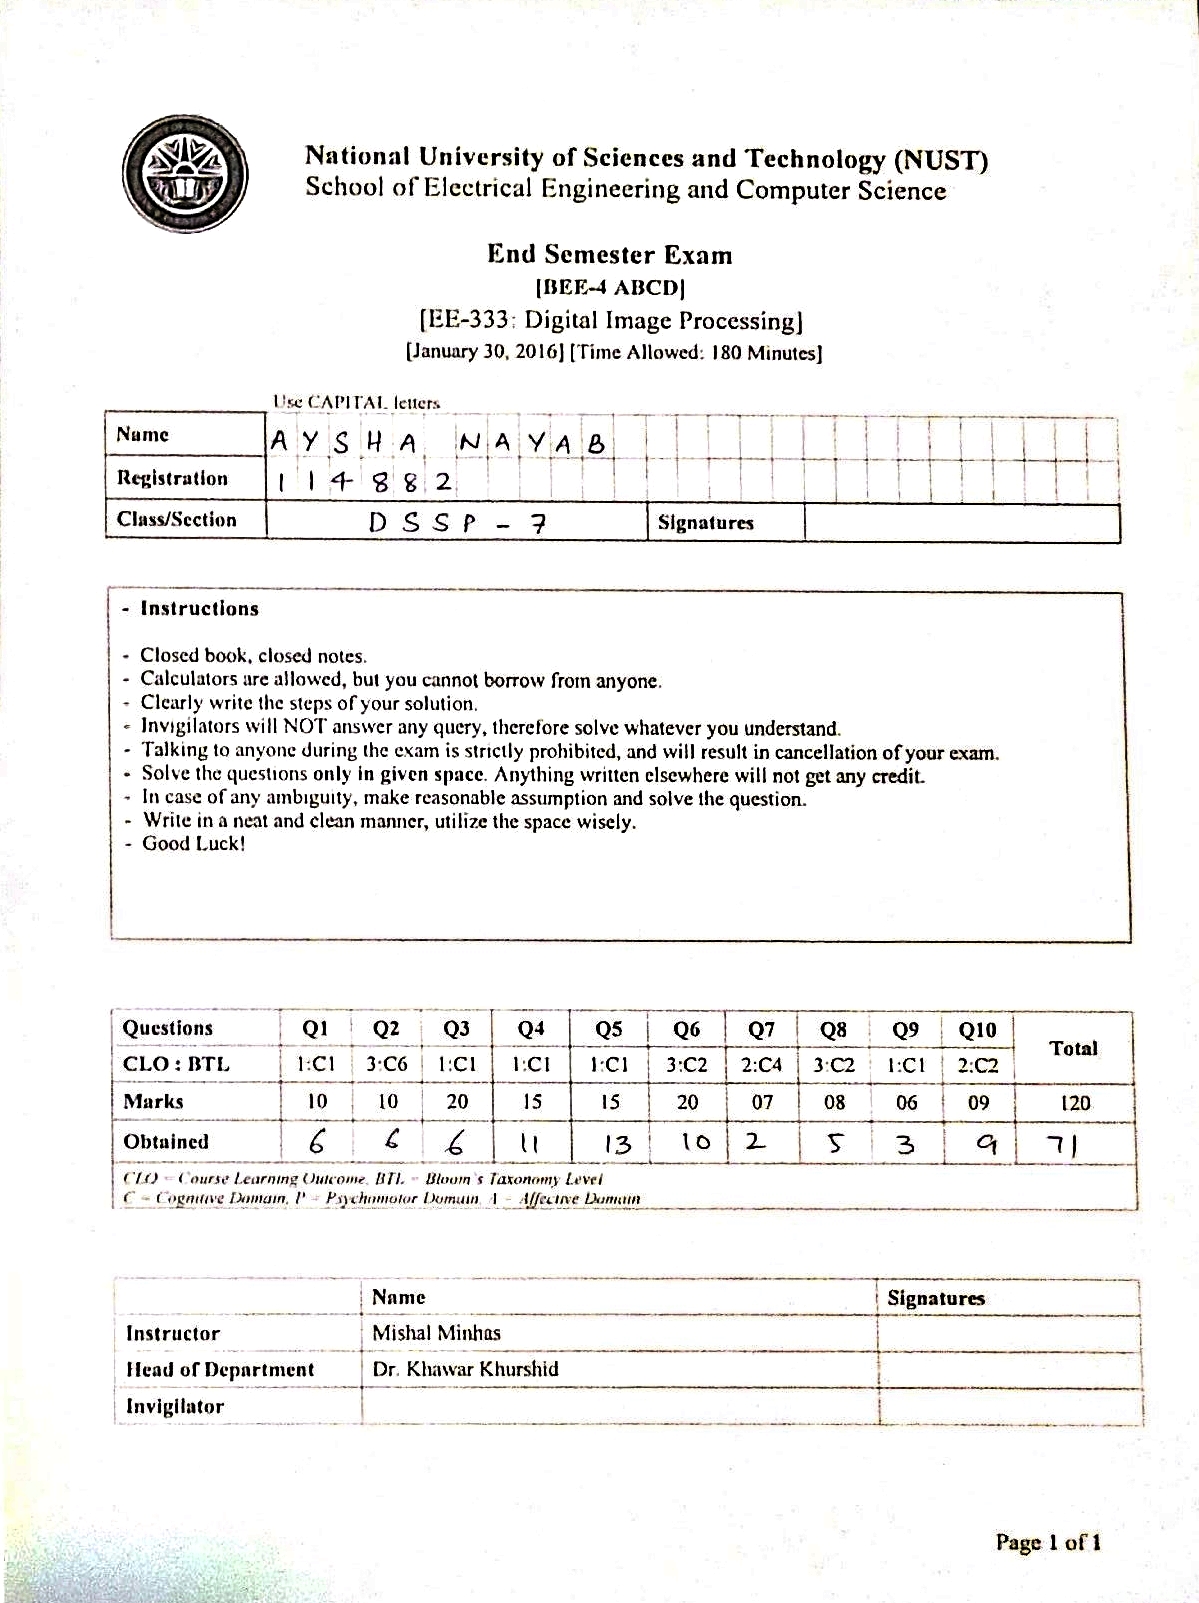 National University of Sciences and Technology (NUST)
School of Electrical Engineering and Computer Science
End Semester Exam
[BEE-4 ABCD]
[EE-333: Digital Image Processing]
[January 30, 2016] [Time Allowed: 180 Minutes]
Use CAPITAL letters
Name AYSHA NAYAB
Registration 114882
Class/Section DSSP-7 Signatures
- Instructions
- Closed book, closed notes.
- Calculators are allowed, but you cannot borrow from anyone.
- Clearly write the steps of your solution.
- Invigilators will NOT answer any query, therefore solve whatever you understand.
- Talking to anyone during the exam is strictly prohibited, and will result in cancellation of your exam.
- Solve the questions only in given space. Anything written elsewhere will not get any credit.
- In case of any ambiguity, make reasonable assumption and solve the question.
- Write in a neat and clean manner, utilize the space wisely.
- Good Luck!
Questions Q1 Q2 Q3 Q4 Q5 Q6 Q7 Q8 Q9 Q10 Total
CLO : BTL 1:C1 3:C6 1:C1 1:C1 1:C1 3:C2 2:C4 3:C2 1:C1 2:C2
Marks 10 10 20 15 15 20 07 08 06 09 120
Obtained 6 6 6 11 13 10 2 5 3 9 71
CLO = Course Learning Outcome, BTL = Bloom's Taxonomy Level
C = Cognitive Domain, P = Psychomotor Domain, A = Affective Domain
Name Signatures
Instructor Mishal Minhas
Head of Department Dr. Khawar Khurshid
Invigilator
Page 1 of 1